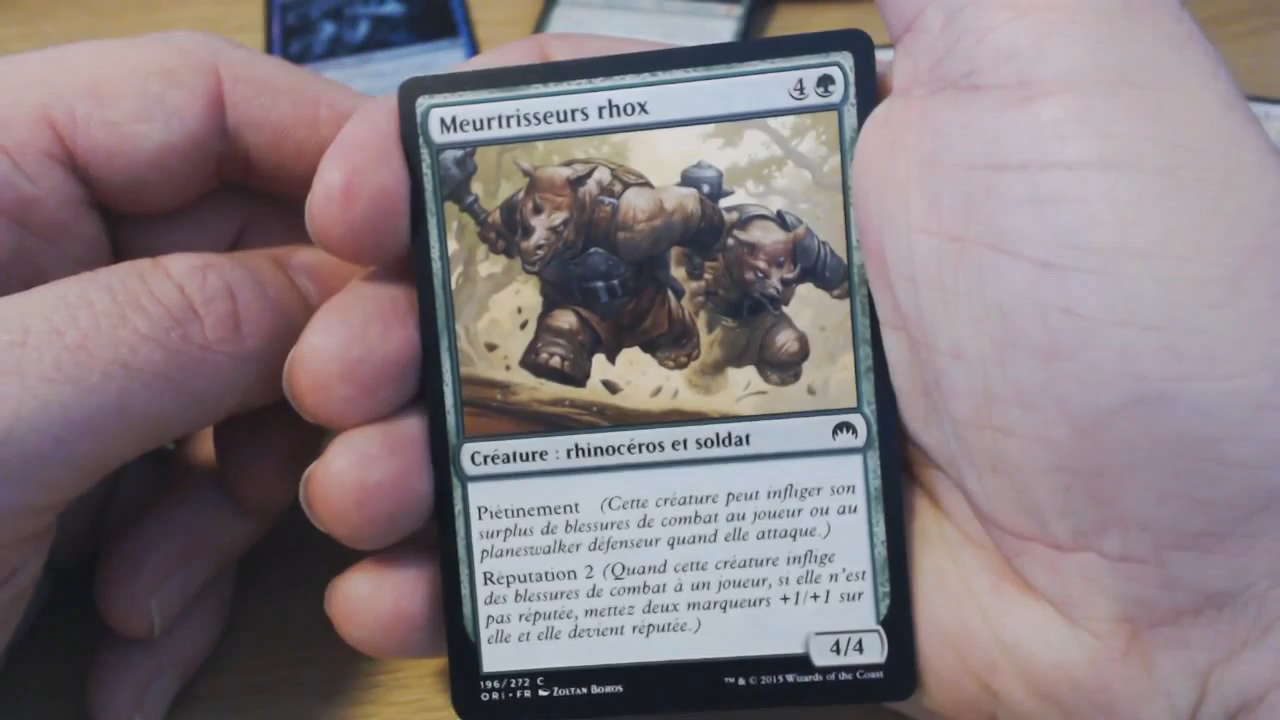 Meurtrisseurs rhox 4
Créature : rhinocéros et soldat
Piétinement (Cette créature peut infliger son
surplus de blessures de combat au joueur ou au
planeswalker défenseur quand elle attaque.)
Réputation 2 (Quand cette créature inflige
des blessures de combat à un joueur, si elle n'est
pas réputée, mettez deux marqueurs +1/+1 sur
elle et elle devient réputée.)
4/4
196/272 C
ORI • FR Zoltan Boros
™ & © 2015 Wizards of the Coast